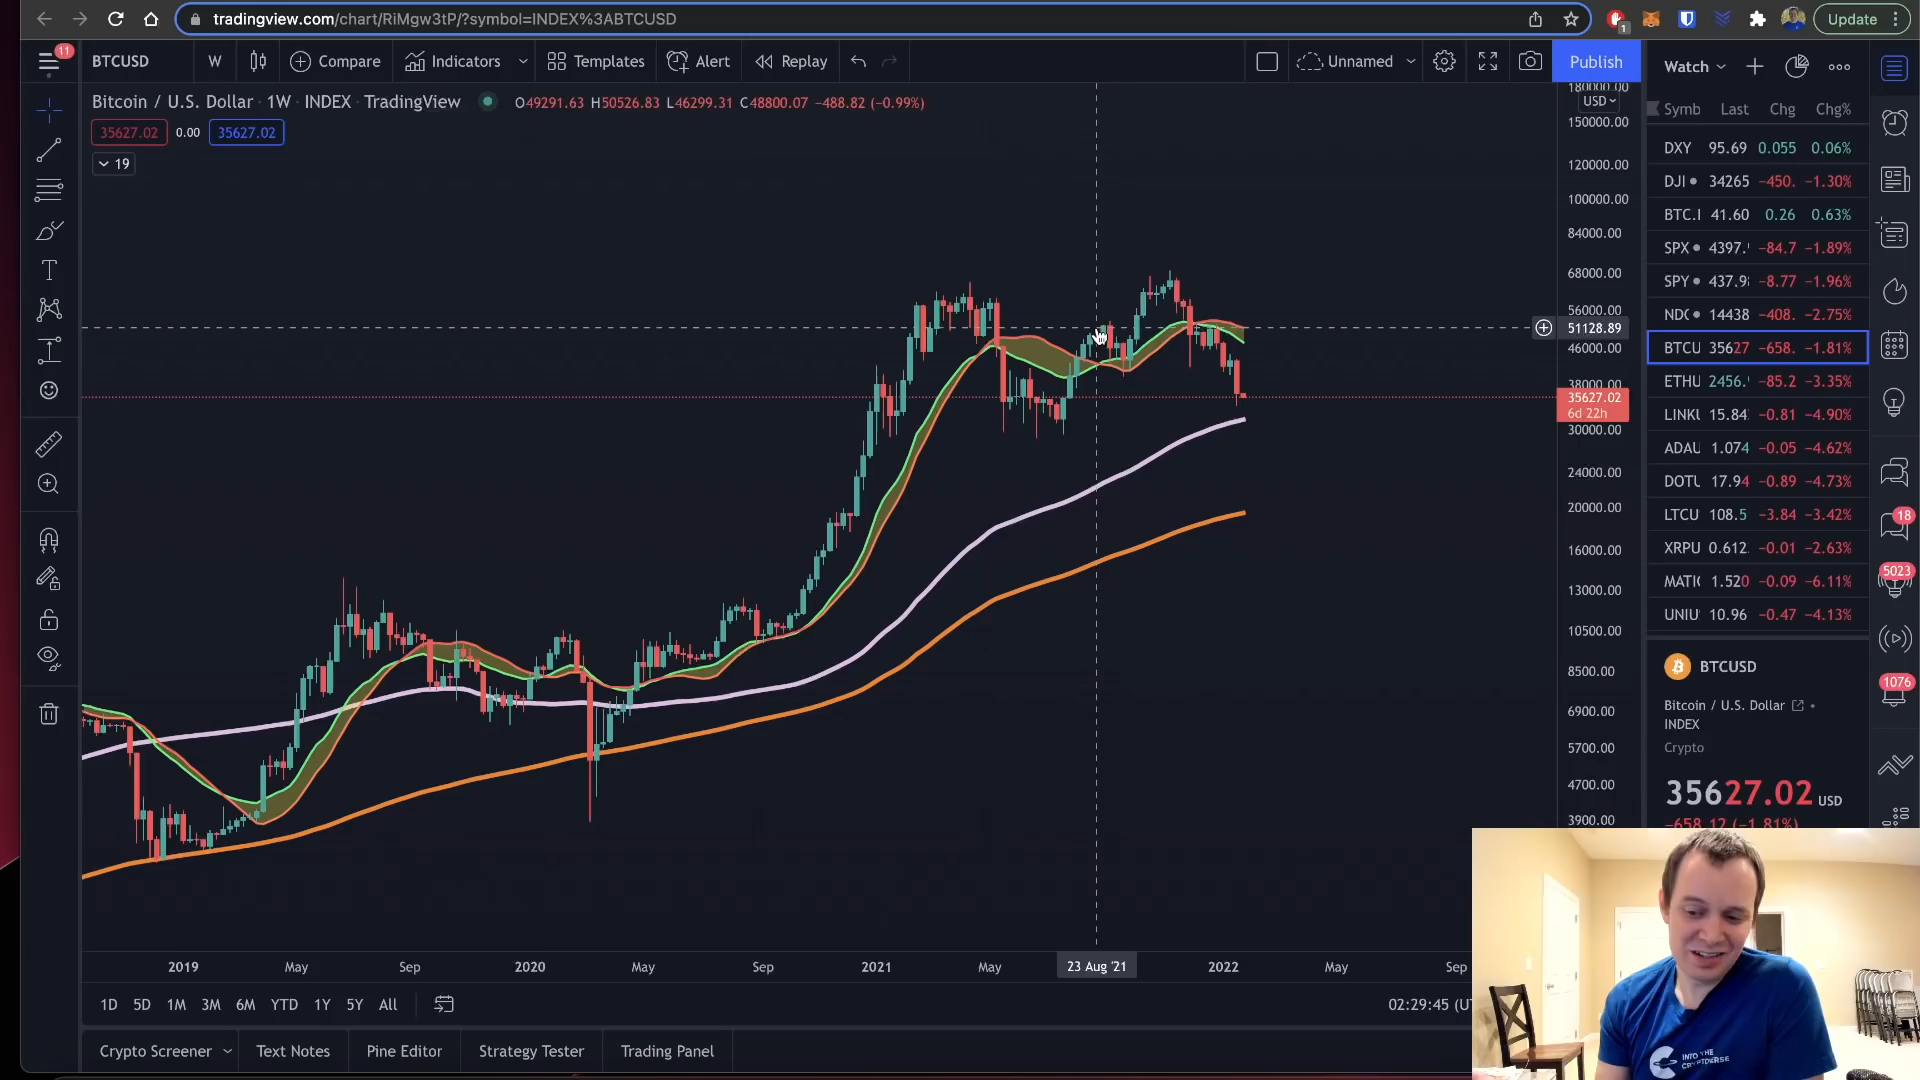 tradingview.com/chart/RiMgw3tP/?symbol=INDEX%3ABTCUSD
1
Update
11
BTCUSD
W
Compare
Indicators
Templates
Alert
Replay
Unnamed
Publish
Watch
Bitcoin / U.S. Dollar · 1W · INDEX · TradingView
O49291.63 H50526.83 L46299.31 C48800.07 −488.82 (−0.99%)
35627.02 0.00 35627.02
19
180000.00
USD
150000.00
120000.00
100000.00
84000.00
68000.00
56000.00
51128.89
46000.00
38000.00
35627.02
6d 22h
30000.00
24000.00
20000.00
16000.00
13000.00
10500.00
8500.00
6900.00
5700.00
4700.00
3900.00
Symb Last Chg Chg%
DXY 95.69 0.055 0.06%
DJI 34265 −450. −1.30%
BTC.I 41.60 0.26 0.63%
SPX 4397. −84.7 −1.89%
SPY 437.9 −8.77 −1.96%
NDX 14438 −408. −2.75%
BTCU 35627 −658. −1.81%
ETHU 2456. −85.2 −3.35%
LINKU 15.84 −0.81 −4.90%
ADAU 1.074 −0.05 −4.62%
DOTU 17.94 −0.89 −4.73%
LTCU 108.5 −3.84 −3.42%
XRPU 0.612 −0.01 −2.63%
MATI 1.520 −0.09 −6.11%
UNIU 10.96 −0.47 −4.13%
18
5023
1076
BTCUSD
Bitcoin / U.S. Dollar
INDEX
Crypto
35627.02 USD
−658.12 (−1.81%)
2019 May Sep 2020 May Sep 2021 May 23 Aug '21 2022 May Sep
1D 5D 1M 3M 6M YTD 1Y 5Y All
02:29:45 (UT
Crypto Screener
Text Notes
Pine Editor
Strategy Tester
Trading Panel
INTO THE
CRYPTOVERSE